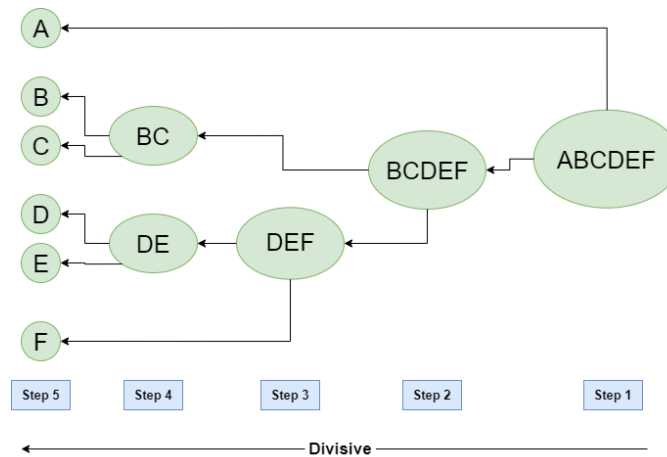 A
B
C
BC
BCDEF
ABCDEF
D
E
DE
DEF
F
Step 5
Step 4
Step 3
Step 2
Step 1
Divisive